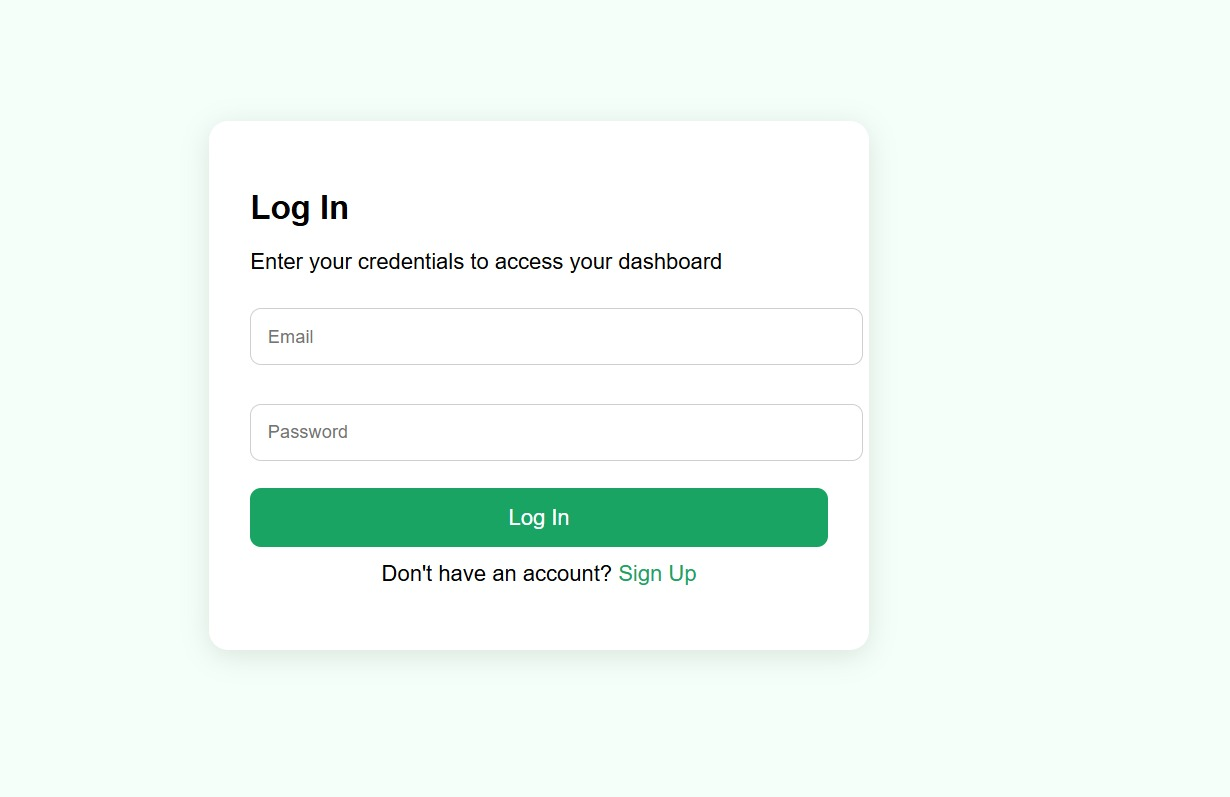 Log In
Enter your credentials to access your dashboard
Email
Password
Log In
Don't have an account? Sign Up